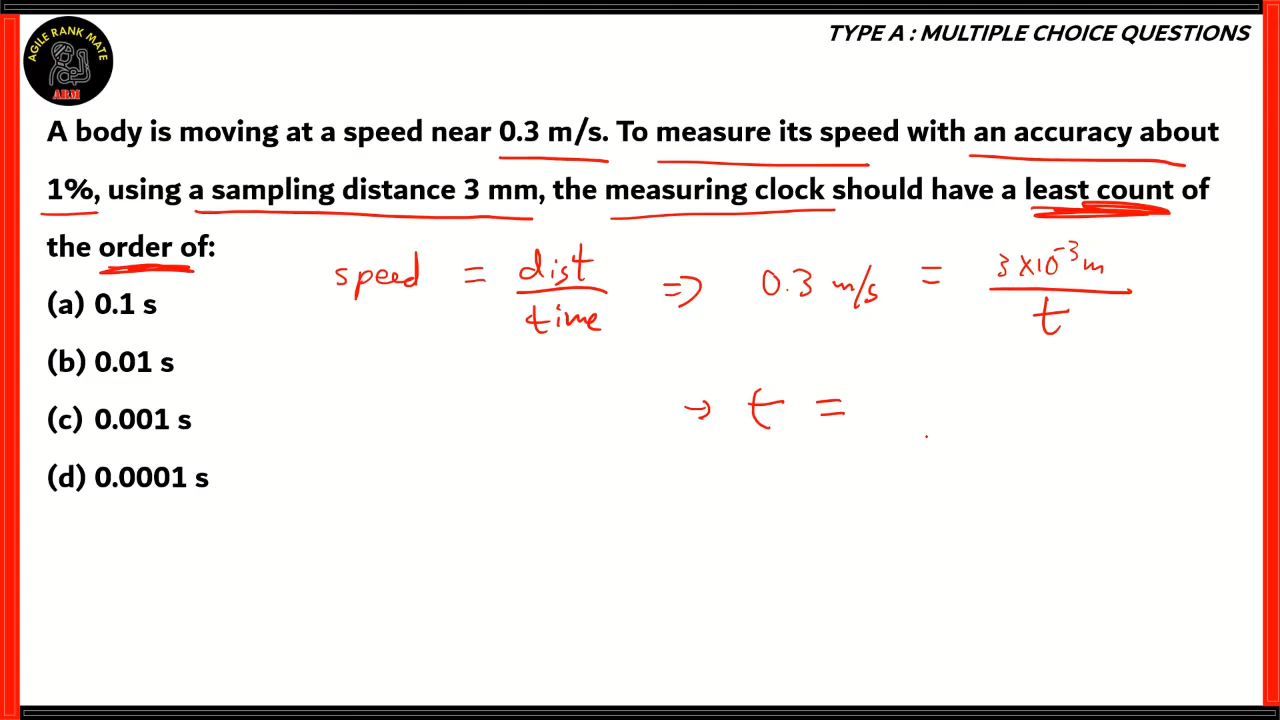 AGILE RANK MATE
ARM
TYPE A : MULTIPLE CHOICE QUESTIONS
A body is moving at a speed near 0.3 m/s. To measure its speed with an accuracy about
1%, using a sampling distance 3 mm, the measuring clock should have a least count of
the order of:
speed = dist / time ⇒ 0.3 m/s = 3×10⁻³m / t
(a) 0.1 s
(b) 0.01 s
→ t =
(c) 0.001 s
(d) 0.0001 s